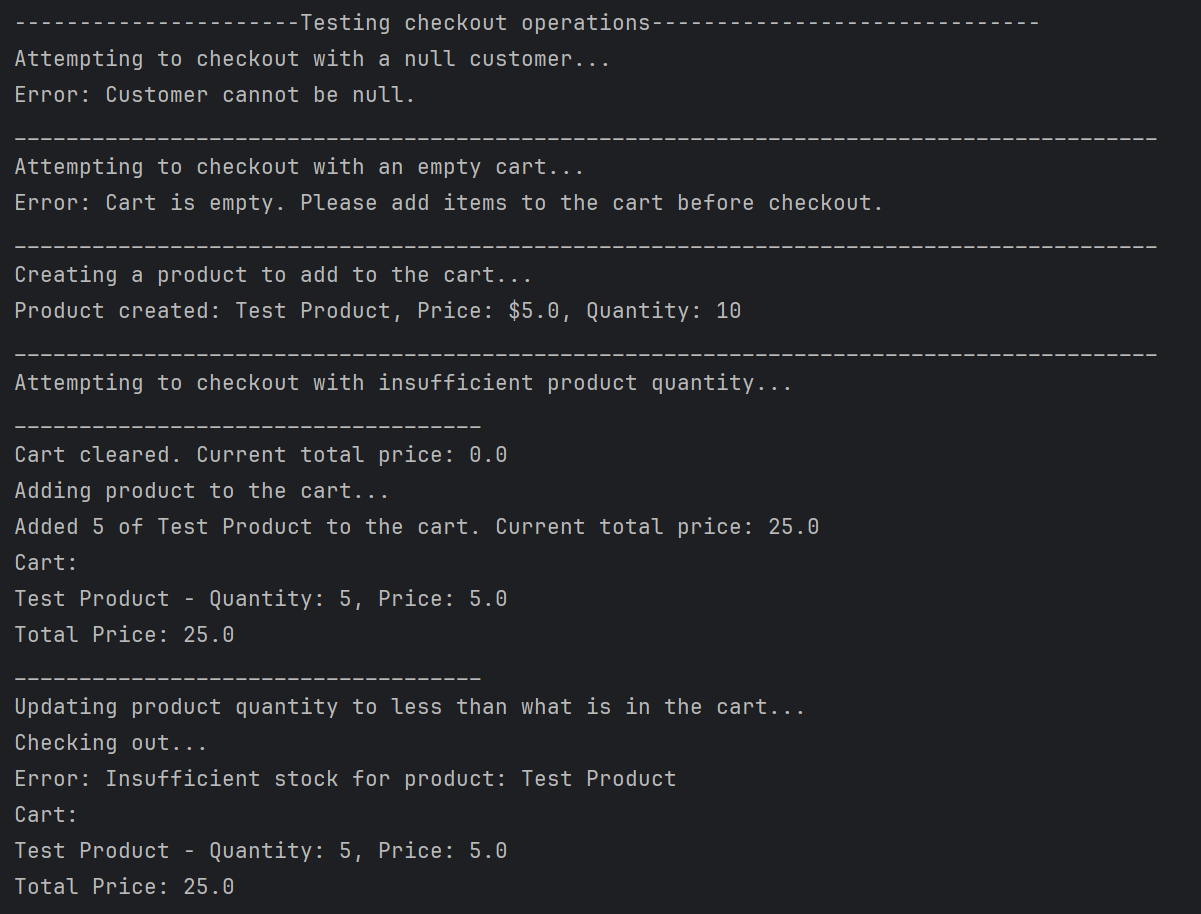 ----------------------Testing checkout operations------------------------------
Attempting to checkout with a null customer...
Error: Customer cannot be null.
________________________________________________________________________________________
Attempting to checkout with an empty cart...
Error: Cart is empty. Please add items to the cart before checkout.
________________________________________________________________________________________
Creating a product to add to the cart...
Product created: Test Product, Price: $5.0, Quantity: 10
________________________________________________________________________________________
Attempting to checkout with insufficient product quantity...
____________________________________
Cart cleared. Current total price: 0.0
Adding product to the cart...
Added 5 of Test Product to the cart. Current total price: 25.0
Cart:
Test Product - Quantity: 5, Price: 5.0
Total Price: 25.0
____________________________________
Updating product quantity to less than what is in the cart...
Checking out...
Error: Insufficient stock for product: Test Product
Cart:
Test Product - Quantity: 5, Price: 5.0
Total Price: 25.0